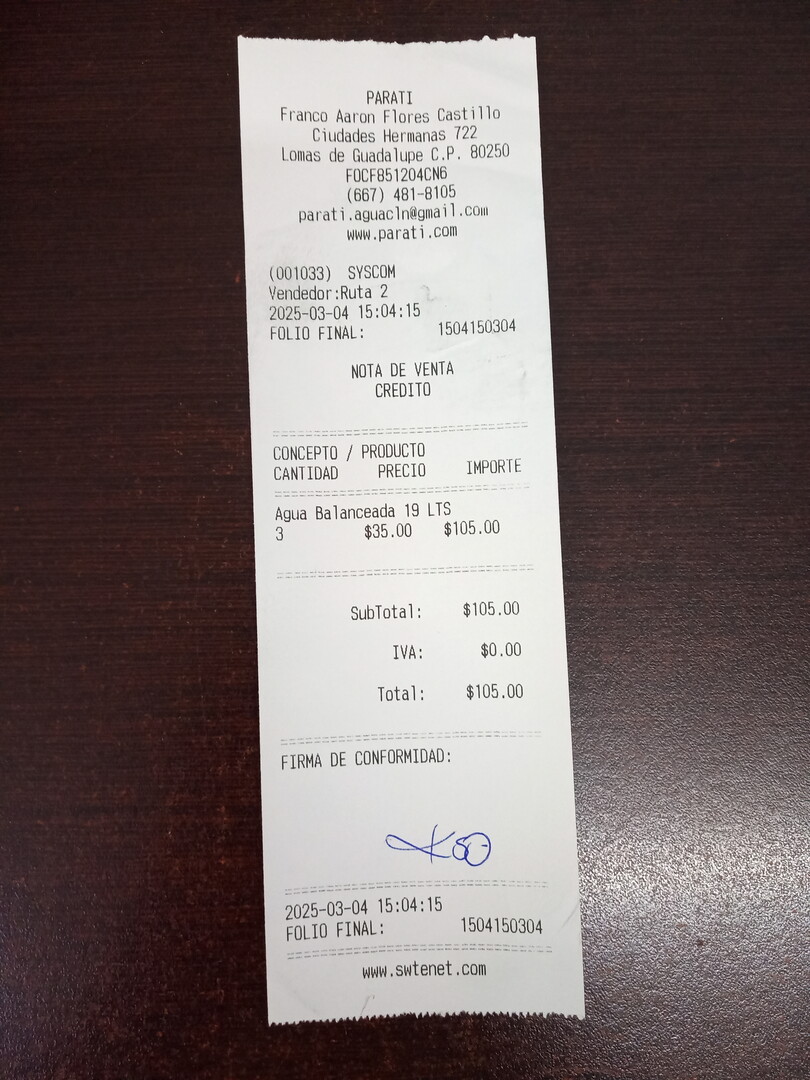 PARATI
Franco Aaron Flores Castillo
Ciudades Hermanas 722
Lomas de Guadalupe C.P. 80250
FOCF851204CN6
(667) 481-8105
parati.aguacln@gmail.com
www.parati.com
(001033) SYSCOM
Vendedor:Ruta 2
2025-03-04 15:04:15
FOLIO FINAL: 1504150304
NOTA DE VENTA
CREDITO
CONCEPTO / PRODUCTO
CANTIDAD PRECIO IMPORTE
Agua Balanceada 19 LTS
3 $35.00 $105.00
SubTotal: $105.00
IVA: $0.00
Total: $105.00
FIRMA DE CONFORMIDAD:
2025-03-04 15:04:15
FOLIO FINAL: 1504150304
www.swtenet.com